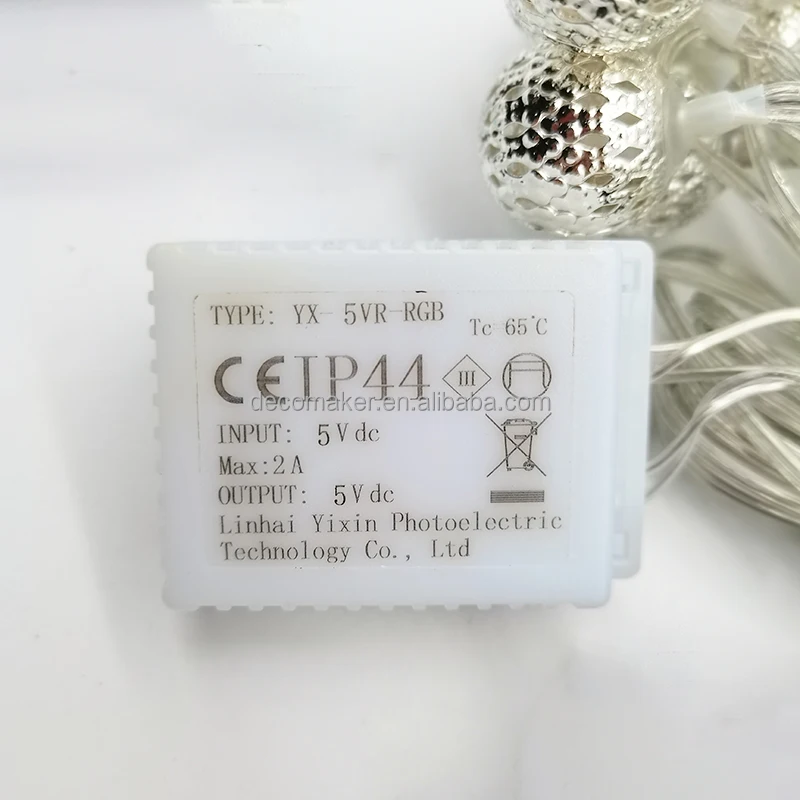 TYPE: YX- 5VR-RGB
Tc 65°C
CE IP44
III
decomaker.en.alibaba.com
INPUT: 5Vdc
Max:2A
OUTPUT: 5Vdc
Linhai Yixin Photoelectric
Technology Co., Ltd